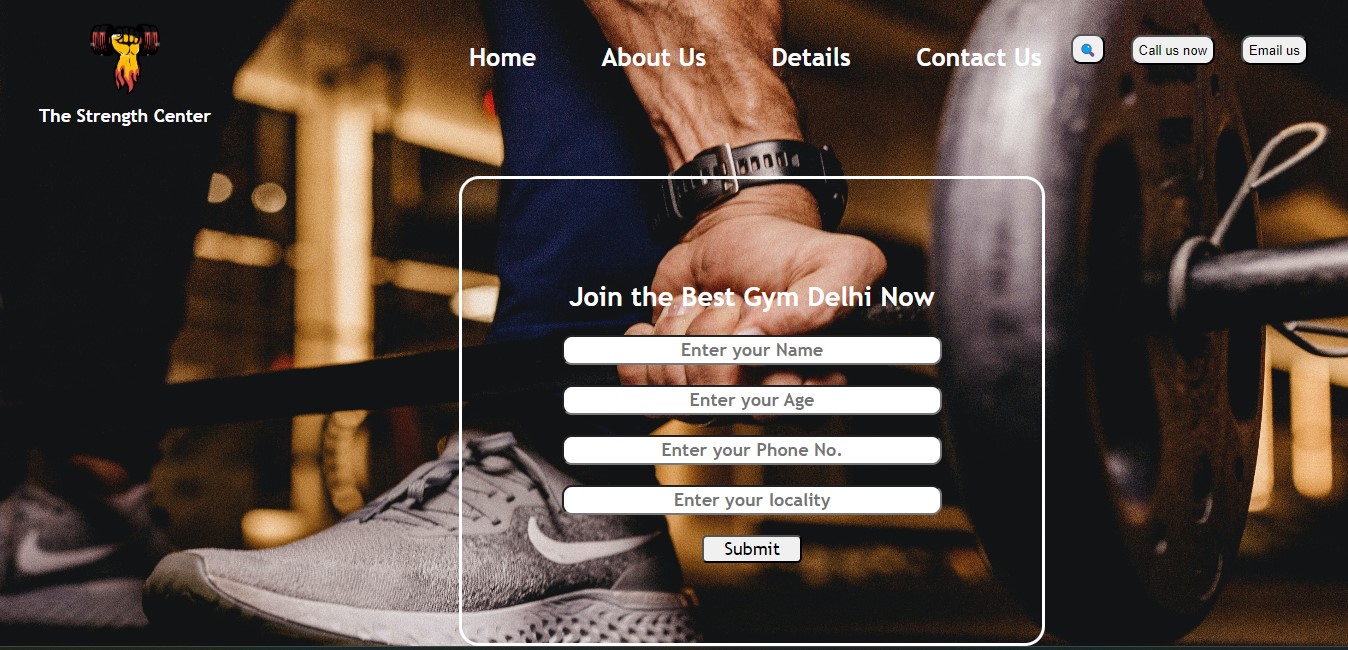 The Strength Center
Home About Us Details Contact Us
Call us now Email us
Join the Best Gym Delhi Now
Enter your Name
Enter your Age
Enter your Phone No.
Enter your locality
Submit